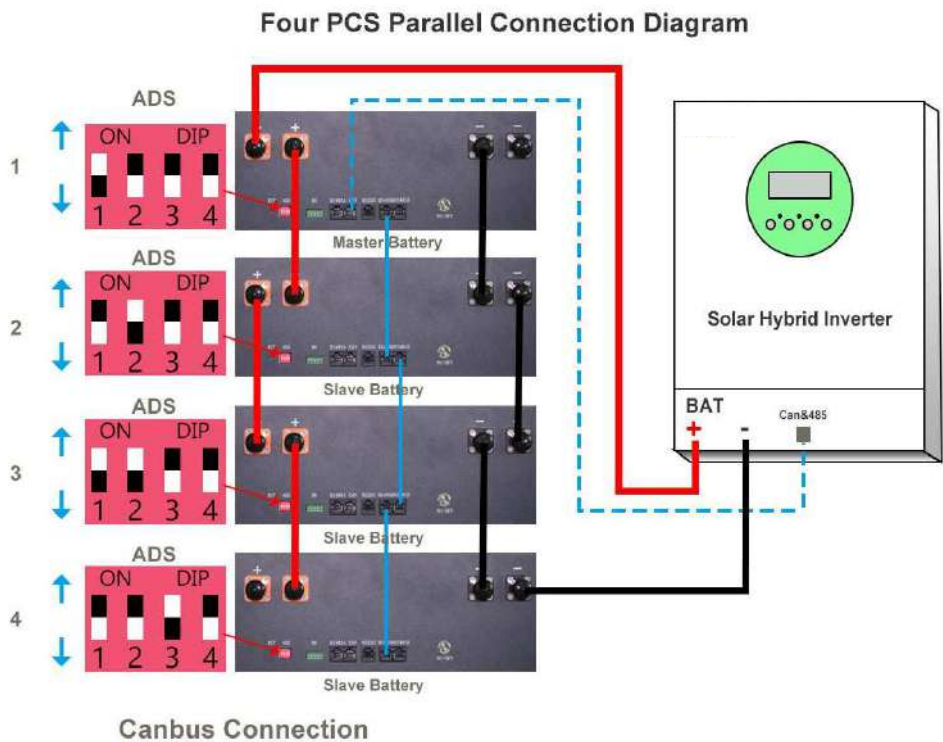 Four PCS Parallel Connection Diagram
ADS
ON DIP
1
1 2 3 4
Master Battery
ADS
ON DIP
2
1 2 3 4
Slave Battery
ADS
ON DIP
3
1 2 3 4
Slave Battery
ADS
ON DIP
4
1 2 3 4
Slave Battery
Solar Hybrid Inverter
BAT
Can&485
+ -
Canbus Connection